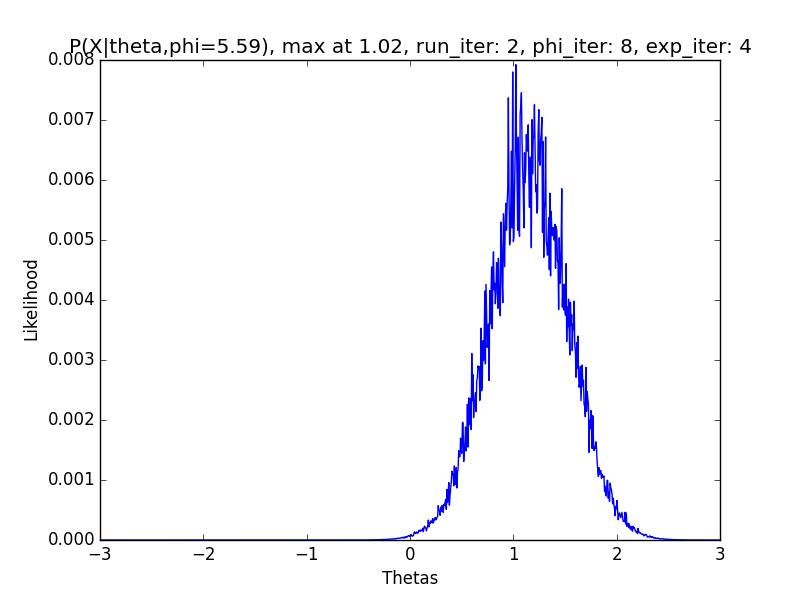 P(X|theta,phi=5.59), max at 1.02, run_iter: 2, phi_iter: 8, exp_iter: 4
0.008
0.007
0.006
0.005
0.004
0.003
0.002
0.001
0.000
Likelihood
−3 −2 −1 0 1 2 3
Thetas